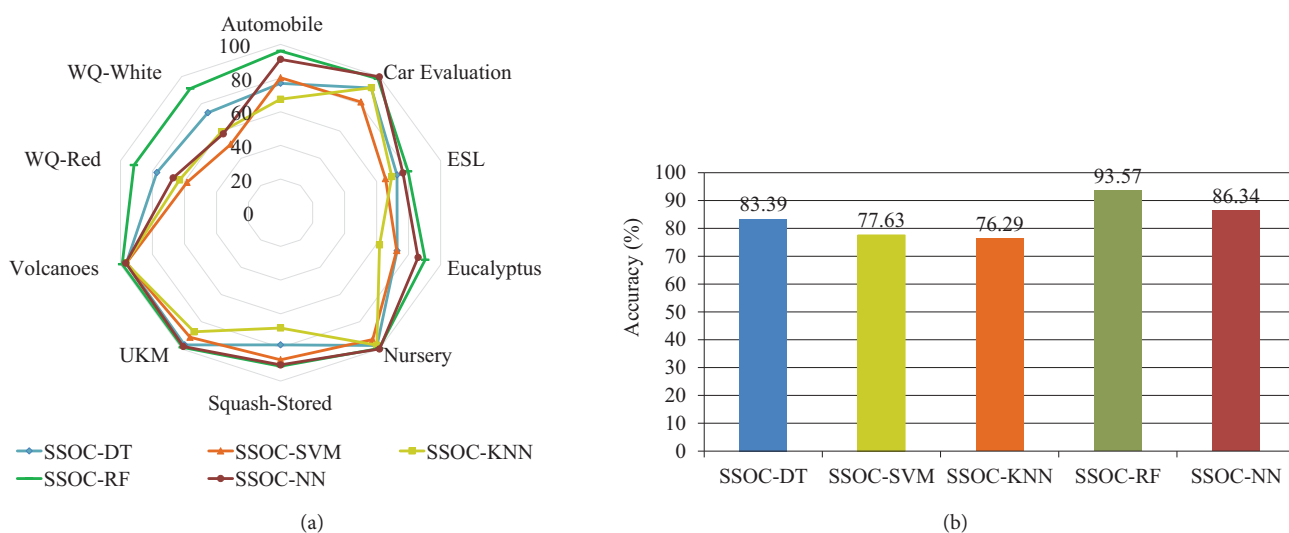 Automobile
Car Evaluation
ESL
Eucalyptus
Nursery
Squash-Stored
UKM
Volcanoes
WQ-Red
WQ-White
100
80
60
40
20
0
SSOC-DT
SSOC-SVM
SSOC-KNN
SSOC-RF
SSOC-NN
(a)
Accuracy (%)
100
90
80
70
60
50
40
30
20
10
0
83.39
77.63
76.29
93.57
86.34
SSOC-DT
SSOC-SVM
SSOC-KNN
SSOC-RF
SSOC-NN
(b)